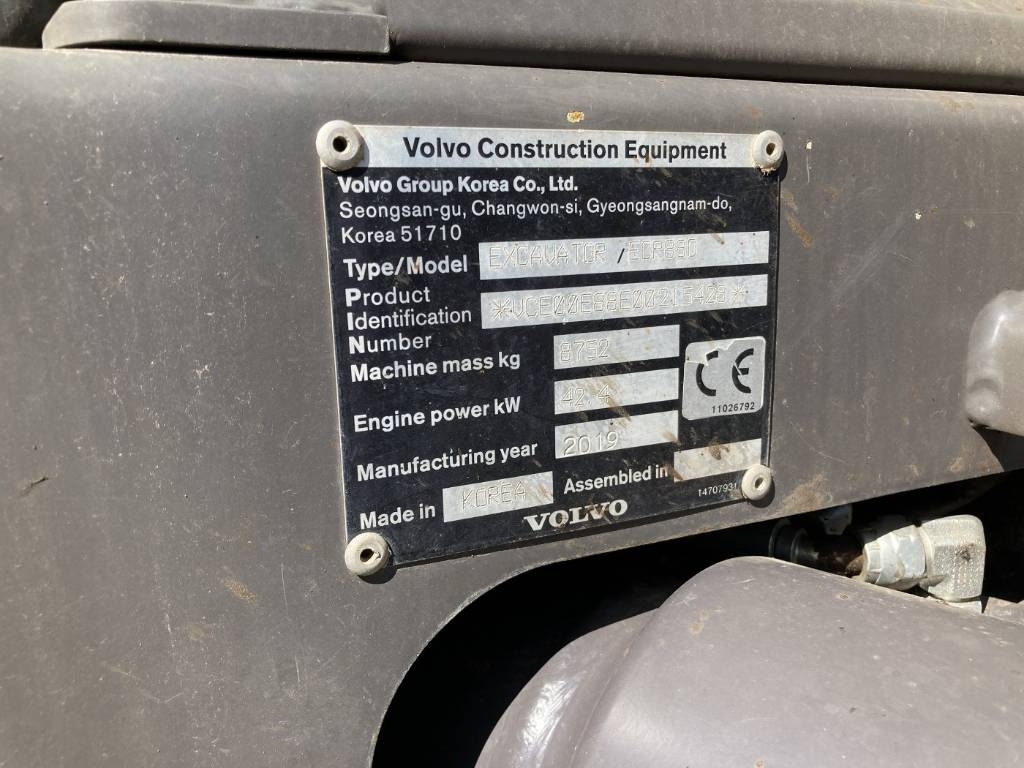 Volvo Construction Equipment
Volvo Group Korea Co., Ltd.
Seongsan-gu, Changwon-si, Gyeongsangnam-do,
Korea 51710
Type/Model EXCAVATOR /ECR88D
Product
Identification *VCE00E88E00215428*
Number
Machine mass kg 8752
CE
11026792
Engine power kW 42.4
Manufacturing year 2019
Made in KOREA Assembled in
14707931
VOLVO